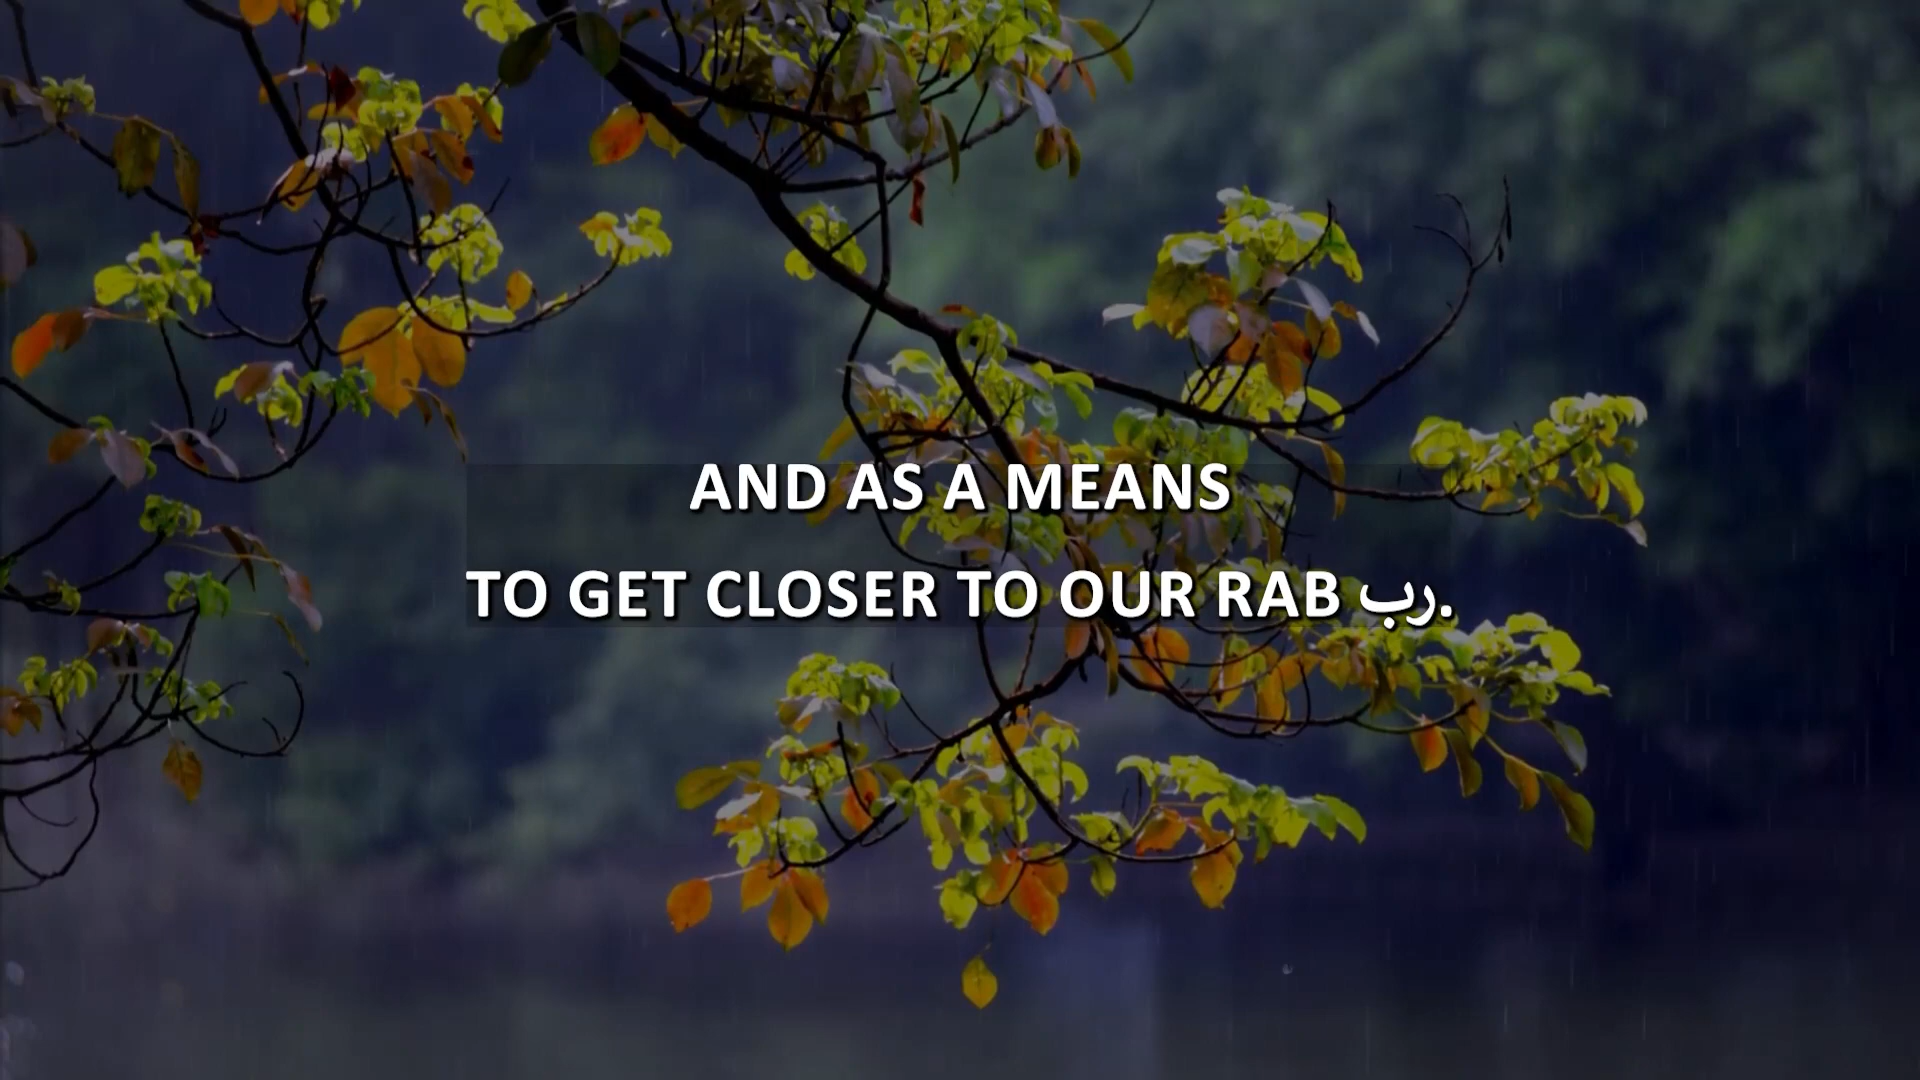 AND AS A MEANS
TO GET CLOSER TO OUR RAB رب.